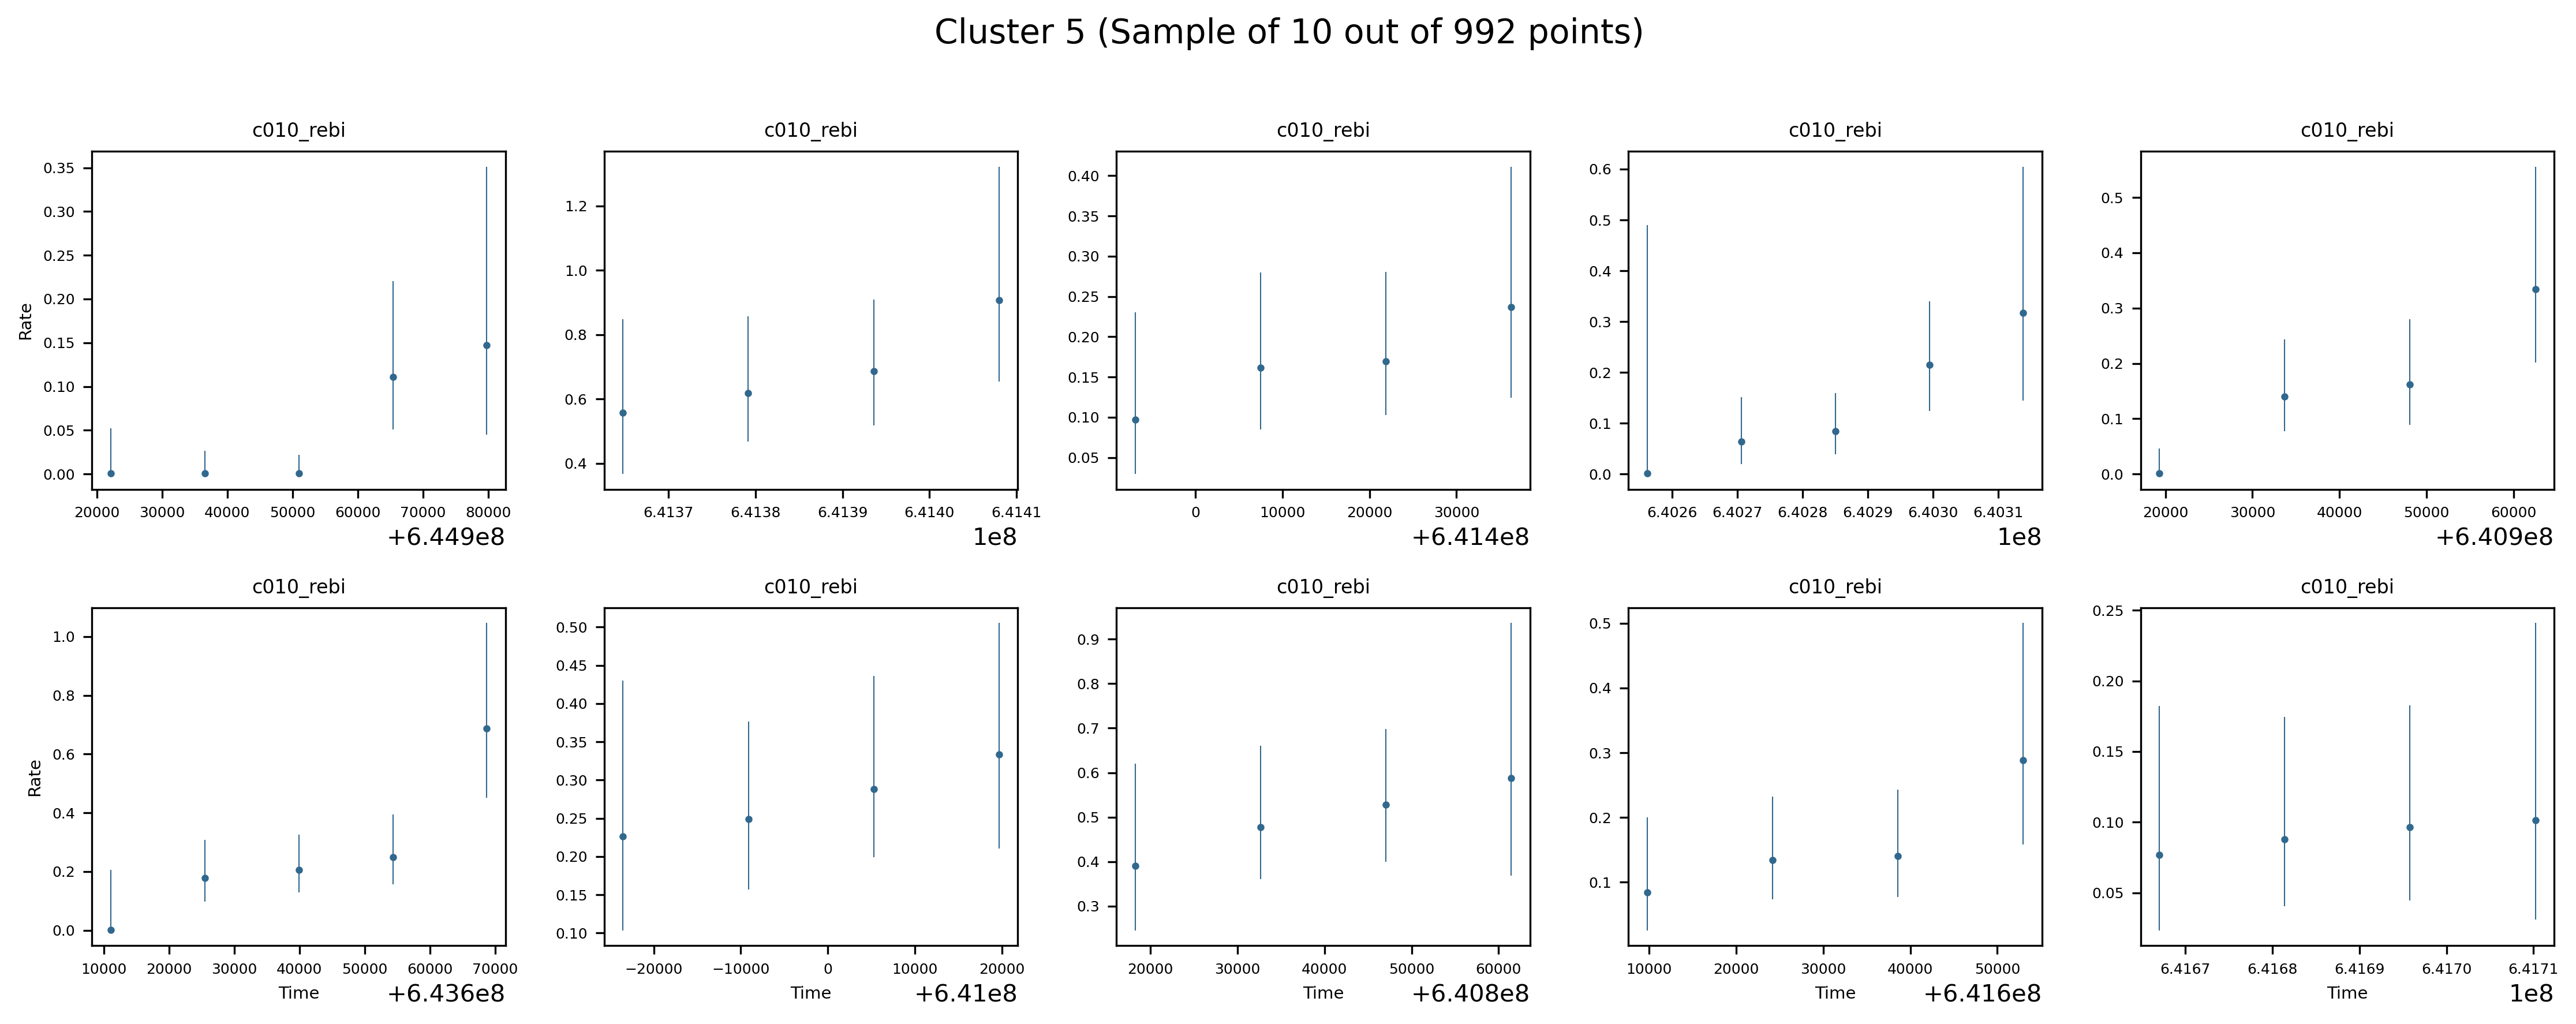 Cluster 5 (Sample of 10 out of 992 points)
c010_rebi c010_rebi c010_rebi c010_rebi c010_rebi
Rate
0.35
0.30
0.25
0.20
0.15
0.10
0.05
0.00
20000 30000 40000 50000 60000 70000 80000
+6.449e8
1.2
1.0
0.8
0.6
0.4
6.4137 6.4138 6.4139 6.4140 6.4141
1e8
0.40
0.35
0.30
0.25
0.20
0.15
0.10
0.05
0 10000 20000 30000
+6.414e8
0.6
0.5
0.4
0.3
0.2
0.1
0.0
6.4026 6.4027 6.4028 6.4029 6.4030 6.4031
1e8
0.5
0.4
0.3
0.2
0.1
0.0
20000 30000 40000 50000 60000
+6.409e8
c010_rebi c010_rebi c010_rebi c010_rebi c010_rebi
Rate
1.0
0.8
0.6
0.4
0.2
0.0
10000 20000 30000 40000 50000 60000 70000
Time +6.436e8
0.50
0.45
0.40
0.35
0.30
0.25
0.20
0.15
0.10
−20000 −10000 0 10000 20000
Time +6.41e8
0.9
0.8
0.7
0.6
0.5
0.4
0.3
20000 30000 40000 50000 60000
Time +6.408e8
0.5
0.4
0.3
0.2
0.1
10000 20000 30000 40000 50000
Time +6.416e8
0.25
0.20
0.15
0.10
0.05
6.4167 6.4168 6.4169 6.4170 6.4171
Time 1e8